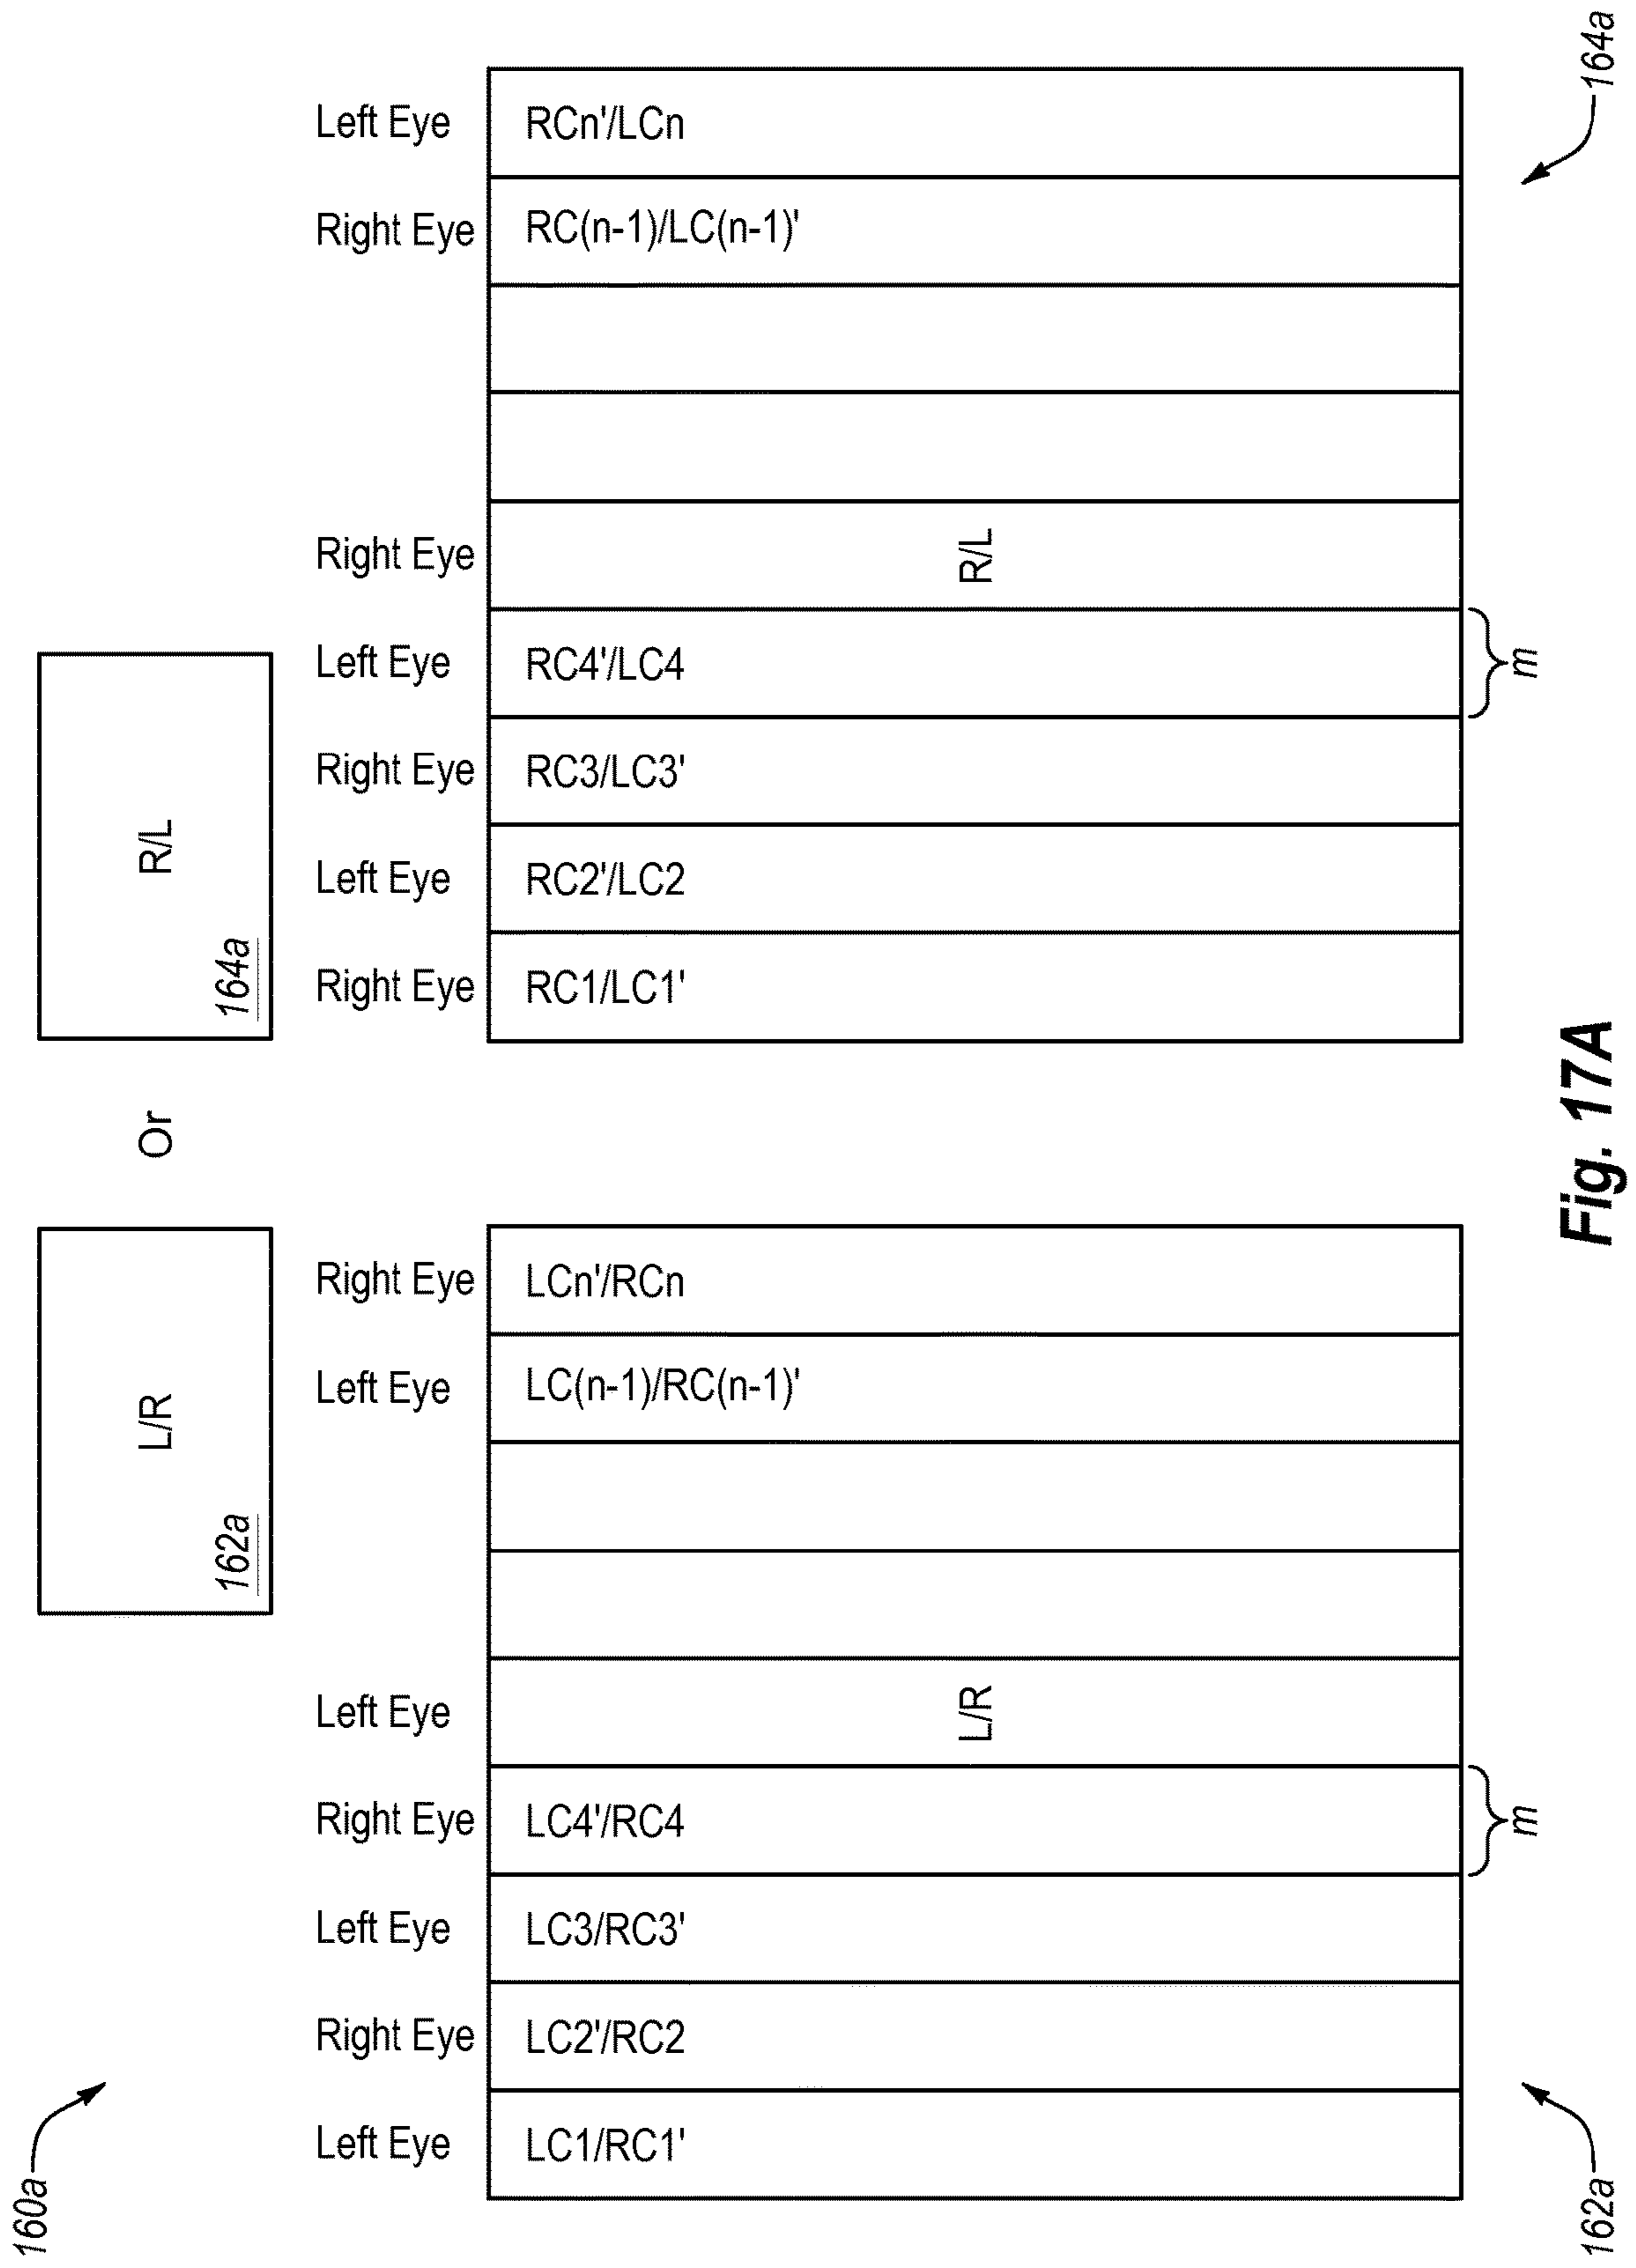 160a
L/R
162a
Or
R/L
164a
Left Eye
Right Eye
Left Eye
Right Eye
Left Eye
Left Eye
Right Eye
LC1/RC1'
LC2'/RC2
LC3/RC3'
LC4'/RC4
L/R
LC(n-1)/RC(n-1)'
LCn'/RCn
m
162a
Right Eye
Left Eye
Right Eye
Left Eye
Right Eye
Right Eye
Left Eye
RC1/LC1'
RC2'/LC2
RC3/LC3'
RC4'/LC4
R/L
RC(n-1)/LC(n-1)'
RCn'/LCn
m
164a
Fig. 17A